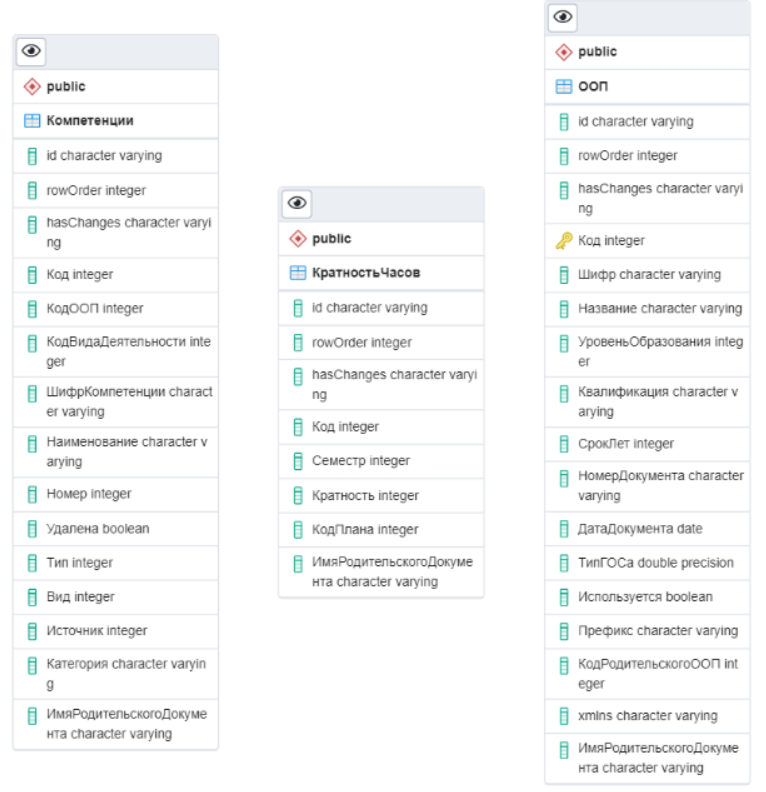 public
Компетенции
id character varying
rowOrder integer
hasChanges character varyi
ng
Код integer
КодООП integer
КодВидаДеятельности inte
ger
ШифрКомпетенции charact
er varying
Наименование character v
arying
Номер integer
Удалена boolean
Тип integer
Вид integer
Источник integer
Категория character varyin
g
ИмяРодительскогоДокуме
нта character varying
public
КратностьЧасов
id character varying
rowOrder integer
hasChanges character varyi
ng
Код integer
Семестр integer
Кратность integer
КодПлана integer
ИмяРодительскогоДокуме
нта character varying
public
ООП
id character varying
rowOrder integer
hasChanges character varyi
ng
Код integer
Шифр character varying
Название character varying
УровеньОбразования integ
er
Квалификация character v
arying
СрокЛет integer
НомерДокумента character
varying
ДатаДокумента date
ТипГОСа double precision
Используется boolean
Префикс character varying
КодРодительскогоООП int
eger
xmlns character varying
ИмяРодительскогоДокуме
нта character varying